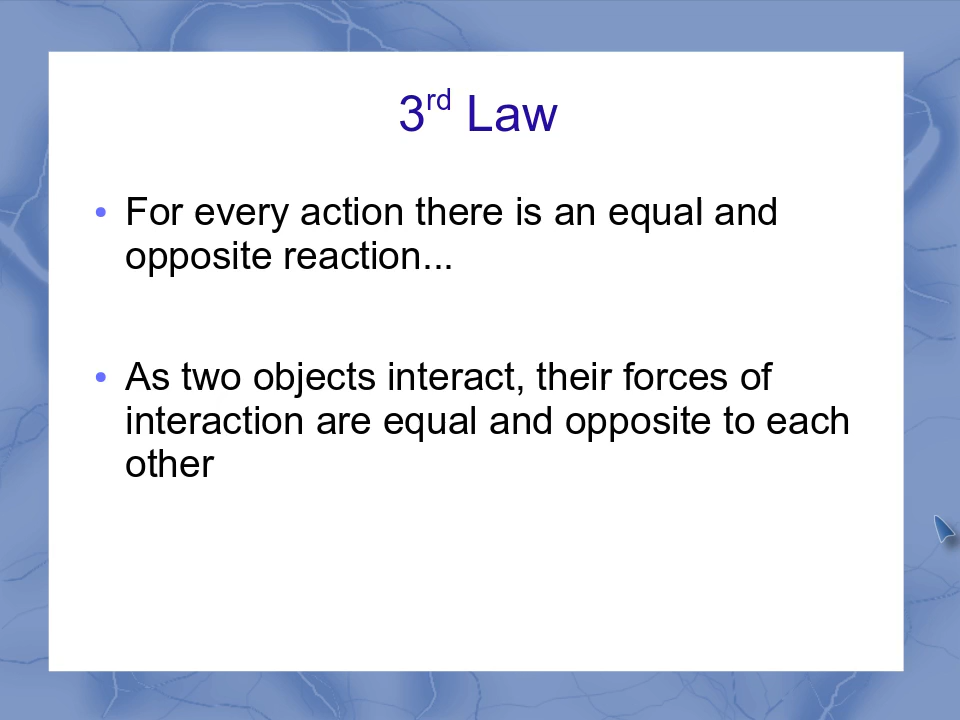 3rd Law
• For every action there is an equal and
opposite reaction...
• As two objects interact, their forces of
interaction are equal and opposite to each
other